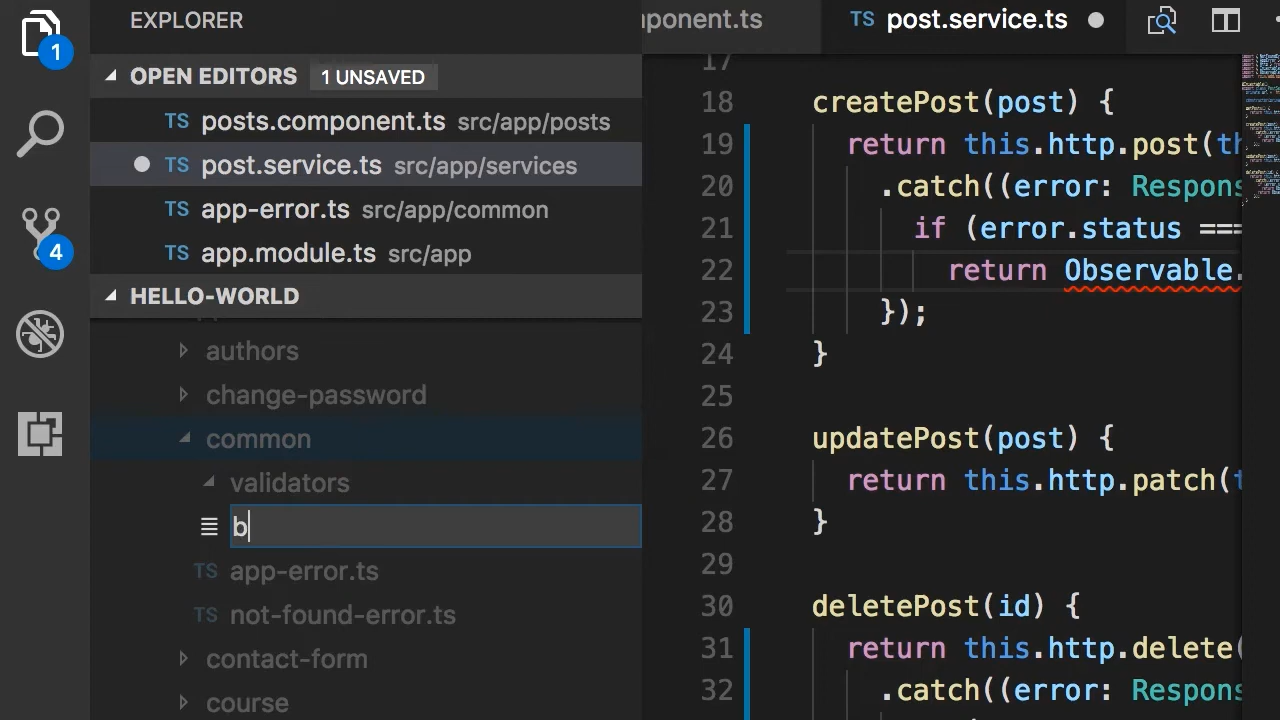 EXPLORER
1
OPEN EDITORS 1 UNSAVED
TS posts.component.ts src/app/posts
TS post.service.ts src/app/services
TS app-error.ts src/app/common
TS app.module.ts src/app
4
HELLO-WORLD
authors
change-password
common
validators
b
TS app-error.ts
TS not-found-error.ts
contact-form
course
ponent.ts
TS post.service.ts
17
18 createPost(post) {
19 return this.http.post(th
20 .catch((error: Respons
21 if (error.status ===
22 return Observable.
23 });
24 }
25
26 updatePost(post) {
27 return this.http.patch(t
28 }
29
30 deletePost(id) {
31 return this.http.delete(
32 .catch((error: Respons